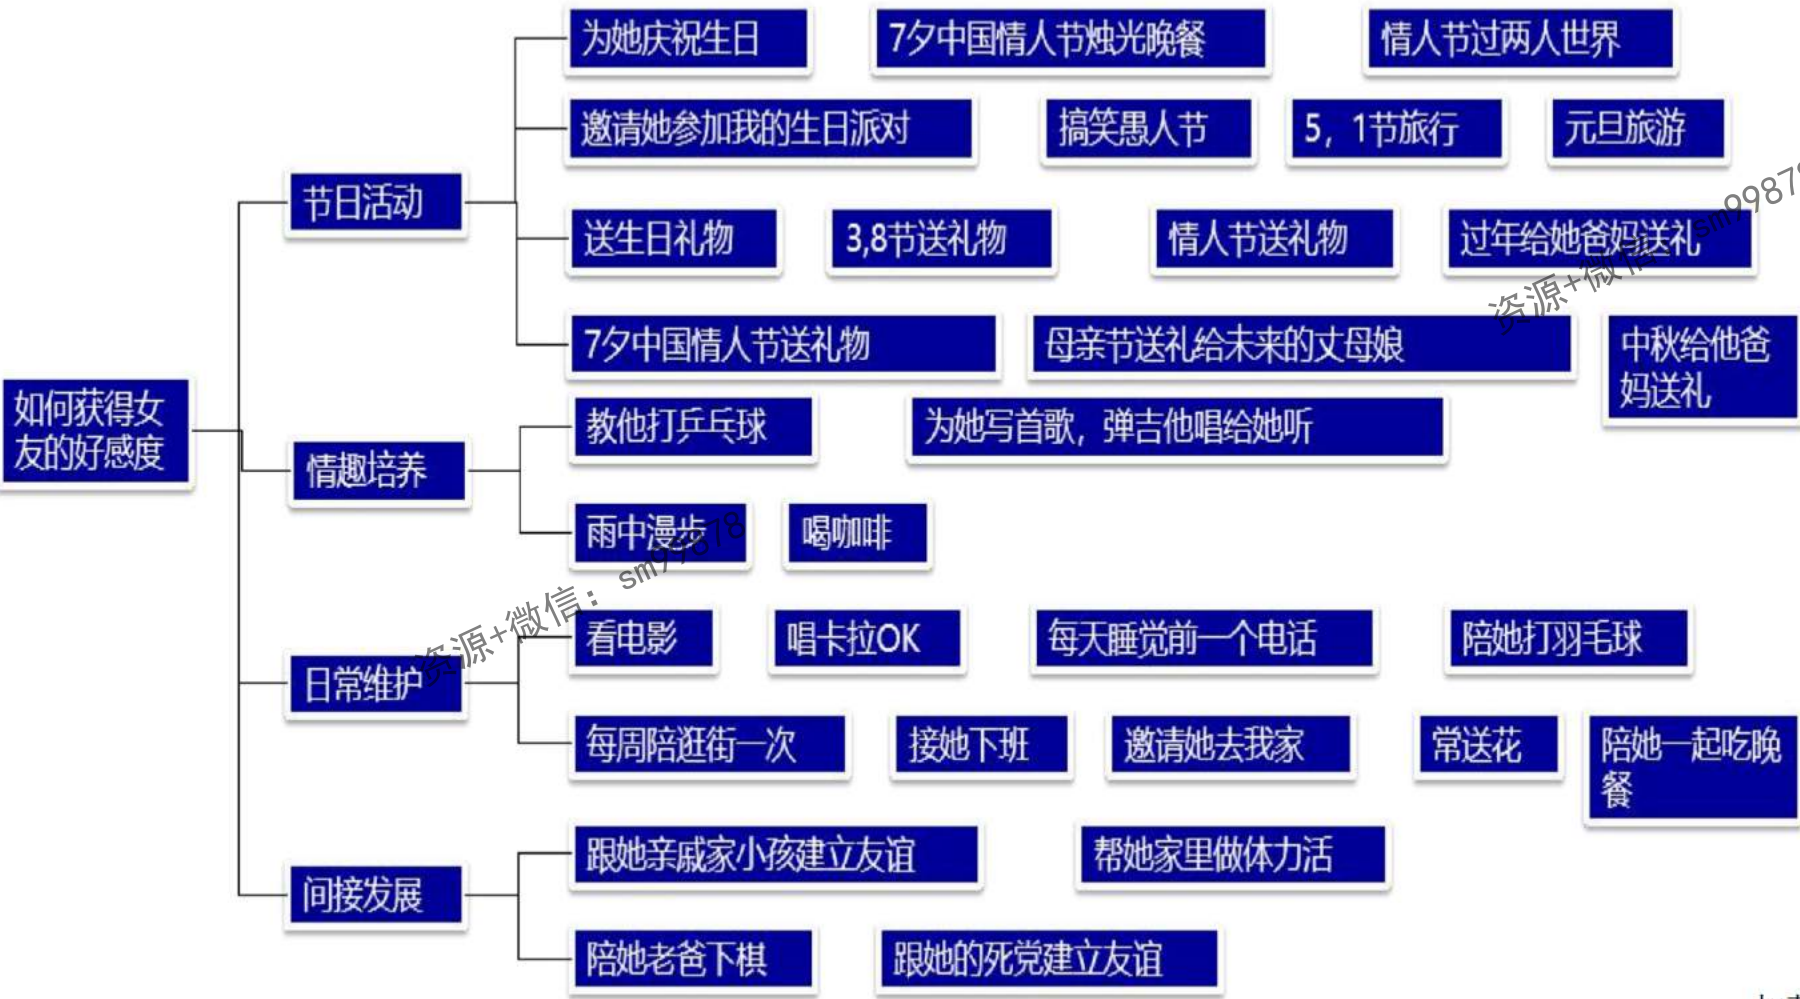 为她庆祝生日
7夕中国情人节烛光晚餐
情人节过两人世界
邀请她参加我的生日派对
搞笑愚人节
5，1节旅行
元旦旅游
节日活动
送生日礼物
3,8节送礼物
情人节送礼物
过年给她爸妈送礼
7夕中国情人节送礼物
母亲节送礼给未来的丈母娘
中秋给他爸
妈送礼
如何获得女
友的好感度
教他打乒乓球
为她写首歌，弹吉他唱给她听
情趣培养
雨中漫步
喝咖啡
看电影
唱卡拉OK
每天睡觉前一个电话
陪她打羽毛球
日常维护
每周陪逛街一次
接她下班
邀请她去我家
常送花
陪她一起吃晚
餐
跟她亲戚家小孩建立友谊
帮她家里做体力活
间接发展
陪她老爸下棋
跟她的死党建立友谊
资源+微信：sm99878
资源+微信：sm9987